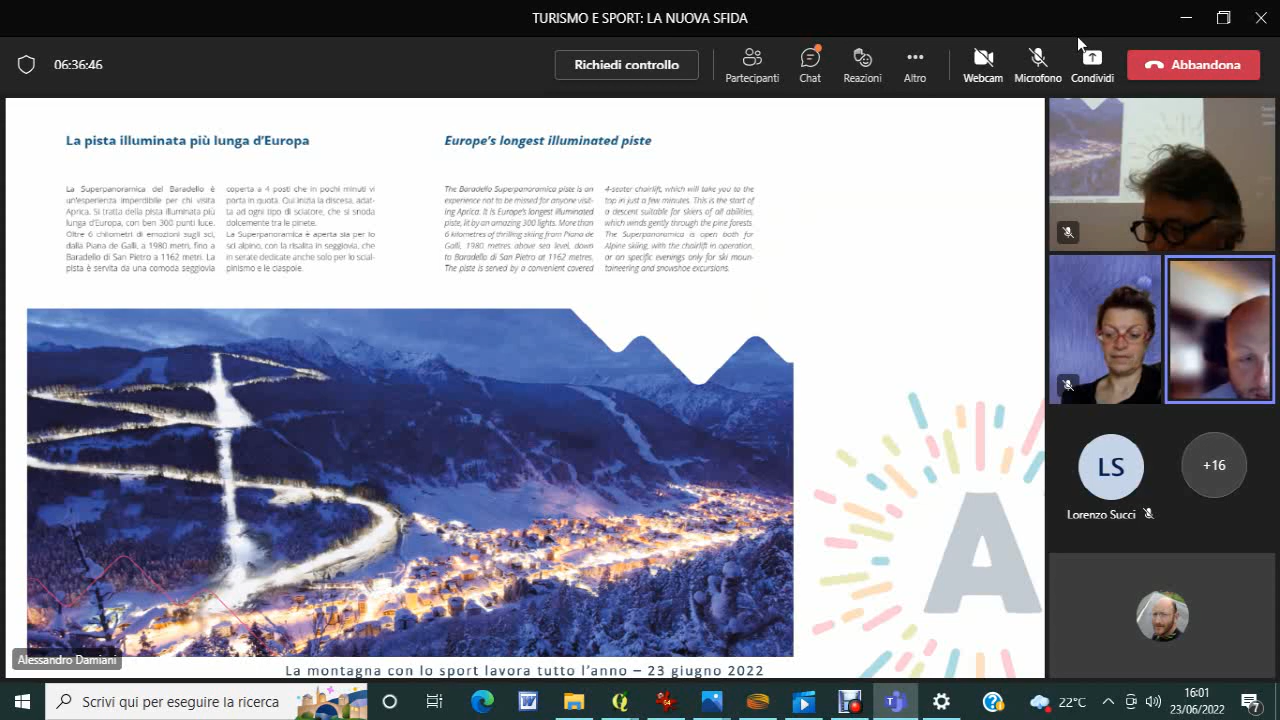 TURISMO E SPORT: LA NUOVA SFIDA
06:36:46
Richiedi controllo
Partecipanti
Chat
Reazioni
Altro
Webcam
Microfono
Condividi
Abbandona
La pista illuminata più lunga d'Europa
La Superpanoramica del Baradello è
un'esperienza imperdibile per chi visita
Aprica. Si tratta della pista illuminata più
lunga d'Europa, con ben 300 punti luce.
Oltre 6 chilometri di emozioni sugli sci,
dalla Piana de Galli, a 1980 metri, fino a
Baradello di San Pietro a 1162 metri. La
pista è servita da una comoda seggiovia
coperta a 4 posti che in pochi minuti vi
porta in quota. Qui inizia la discesa, adat-
ta ad ogni tipo di sciatore, che si snoda
dolcemente tra le pinete.
La Superpanoramica è aperta sia per lo
sci alpino, con la risalita in seggiovia, che
in serate dedicate anche solo per lo scial-
pinismo e le ciaspole.
Europe's longest illuminated piste
The Baradello Superpanoramica piste is an
experience not to be missed for anyone visit-
ing Aprica. It is Europe's longest illuminated
piste, lit by an amazing 300 lights. More than
6 kilometres of thrilling skiing from Piana de
Galli, 1980 metres above sea level, down
to Baradello di San Pietro at 1162 metres.
The piste is served by a convenient covered
4-seater chairlift, which will take you to the
top in just a few minutes. This is the start of
a descent suitable for skiers of all abilities,
which winds gently through the pine forests.
The Superpanoramica is open both for
Alpine skiing, with the chairlift in operation,
or on specific evenings only for ski moun-
taineering and snowshoe excursions.
A
LS
+16
Lorenzo Succi
Alessandro Damiani
La montagna con lo sport lavora tutto l'anno – 23 giugno 2022
Scrivi qui per eseguire la ricerca
22°C
16:01
23/06/2022
7